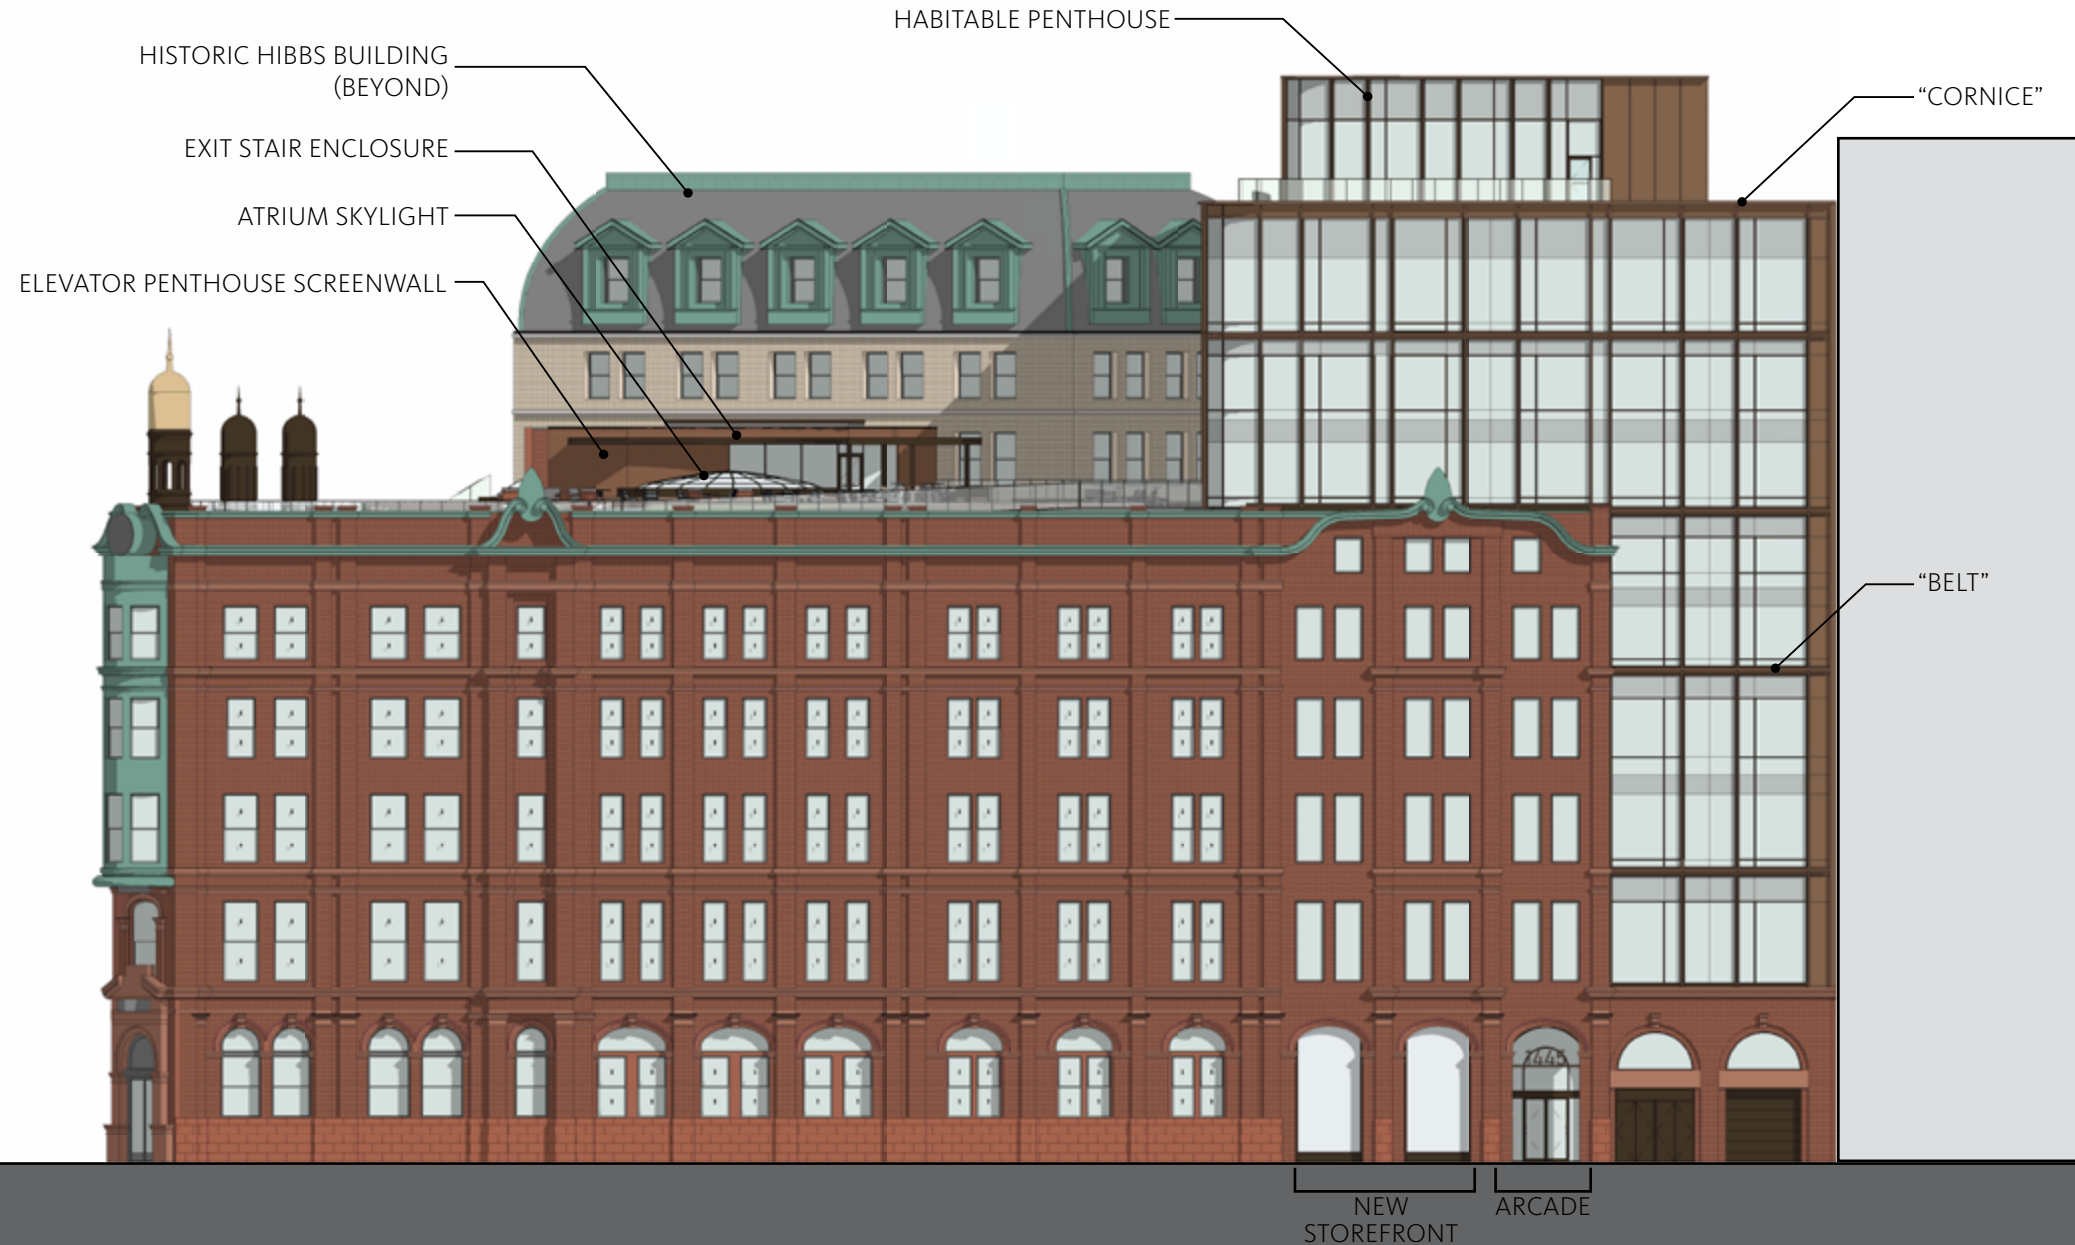 HABITABLE PENTHOUSE
HISTORIC HIBBS BUILDING
(BEYOND)
“CORNICE”
EXIT STAIR ENCLOSURE
ATRIUM SKYLIGHT
ELEVATOR PENTHOUSE SCREENWALL
“BELT”
1445
NEW
STOREFRONT
ARCADE